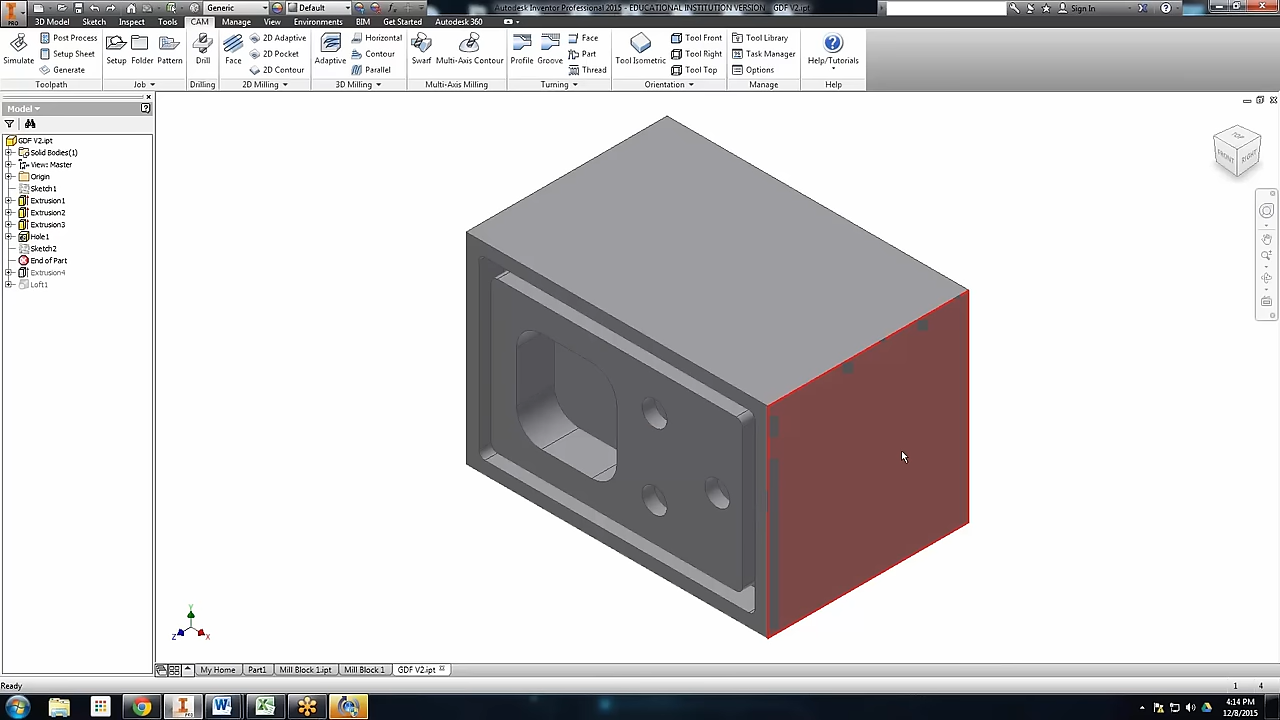 Generic
Default
Autodesk Inventor Professional 2015 - EDUCATIONAL INSTITUTION VERSION GDF V2.ipt
Sign In
PRO
3D Model Sketch Inspect Tools CAM Manage View Environments BIM Get Started Autodesk 360
Simulate
Post Process
Setup Sheet
Generate
Toolpath
Setup Folder Pattern
Job
Drill
Drilling
Face
2D Adaptive
2D Pocket
2D Contour
2D Milling
Adaptive
Horizontal
Contour
Parallel
3D Milling
Swarf Multi-Axis Contour
Multi-Axis Milling
Profile Groove
Face
Part
Thread
Turning
Tool Isometric
Tool Front
Tool Right
Tool Top
Orientation
Tool Library
Task Manager
Options
Manage
Help/Tutorials
Help
Model
GDF V2.ipt
Solid Bodies(1)
View: Master
Origin
Sketch1
Extrusion1
Extrusion2
Extrusion3
Hole1
Sketch2
End of Part
Extrusion4
Loft1
TOP
FRONT
RIGHT
Y
Z
X
My Home Part1 Mill Block 1.ipt Mill Block 1 GDF V2.ipt
Ready
1 4
4:14 PM
12/8/2015